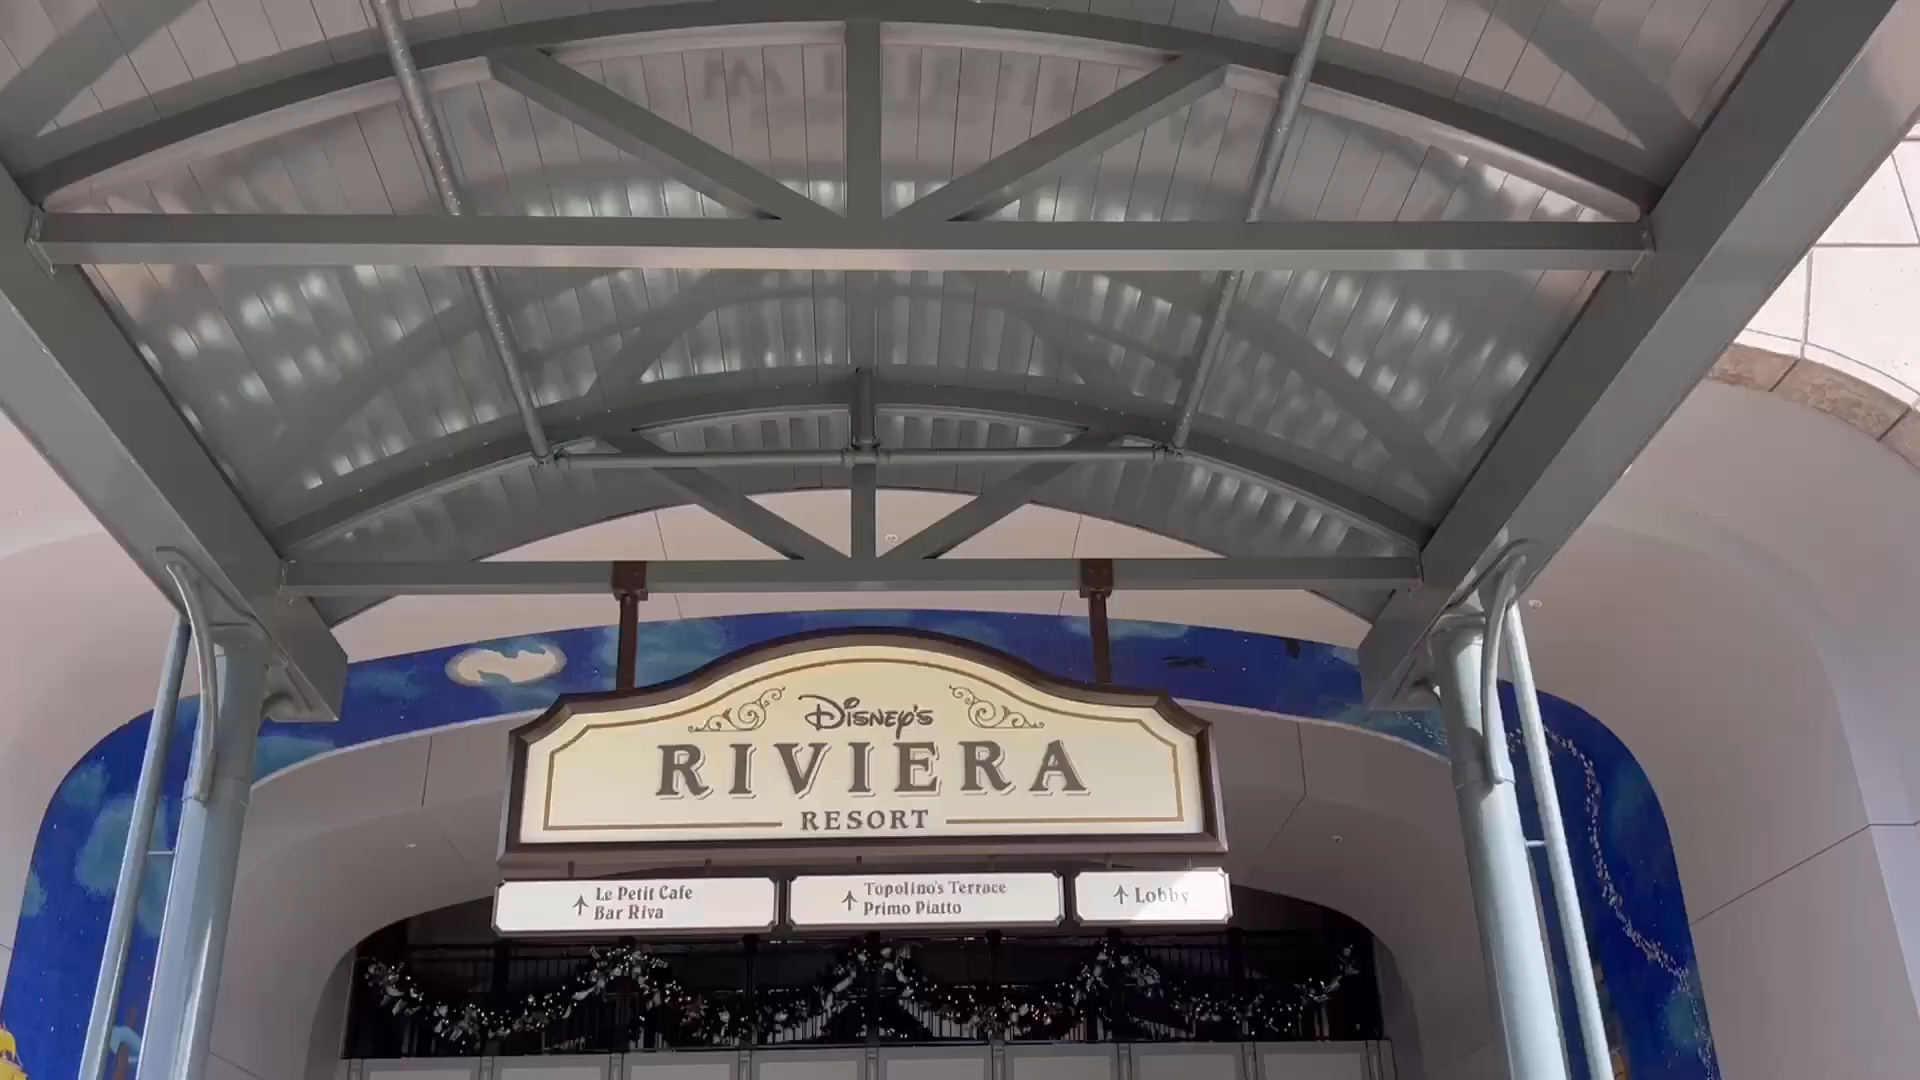 Disney's
RIVIERA
RESORT
↑ Le Petit Cafe
Bar Riva
↑ Topolino's Terrace
Primo Piatto
↑ Lobby